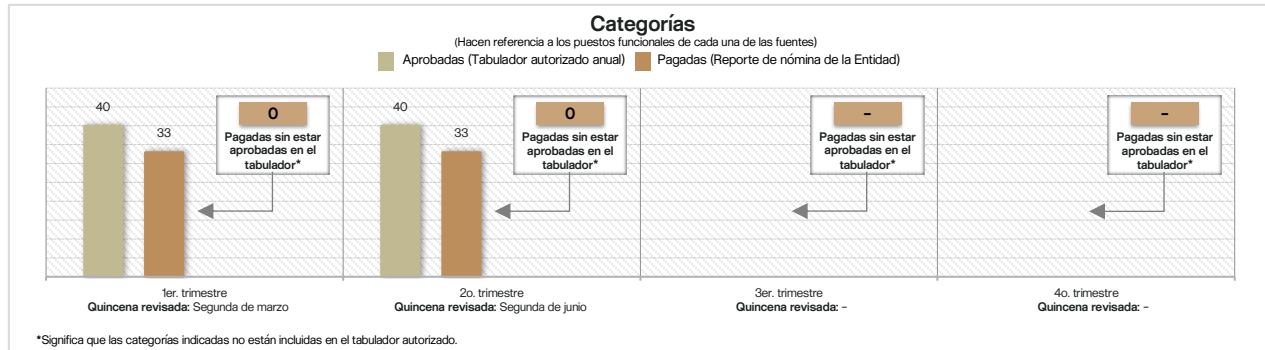 Categorías
(Hacen referencia a los puestos funcionales de cada una de las fuentes)
Aprobadas (Tabulador autorizado anual) Pagadas (Reporte de nómina de la Entidad)
40
33
0
Pagadas sin estar
aprobadas en el
tabulador*
40
33
0
Pagadas sin estar
aprobadas en el
tabulador*
–
Pagadas sin estar
aprobadas en el
tabulador*
–
Pagadas sin estar
aprobadas en el
tabulador*
1er. trimestre
Quincena revisada: Segunda de marzo
2o. trimestre
Quincena revisada: Segunda de junio
3er. trimestre
Quincena revisada: –
4o. trimestre
Quincena revisada: –
*Significa que las categorías indicadas no están incluidas en el tabulador autorizado.